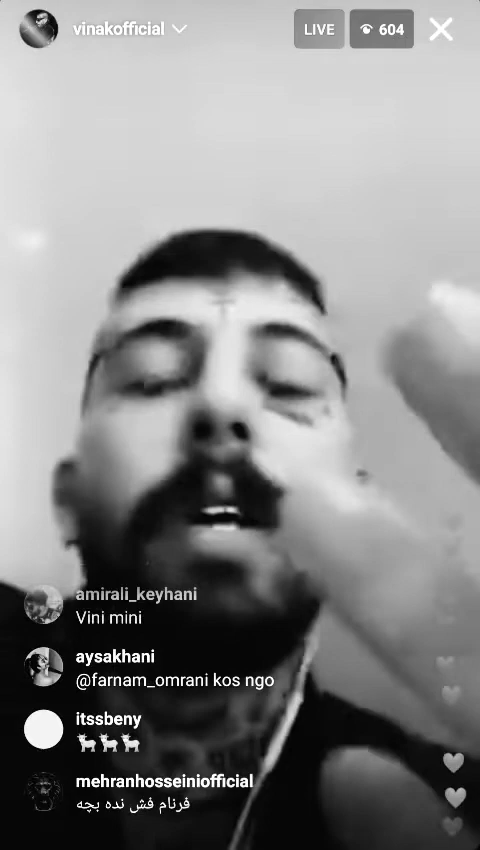 vinakofficial
LIVE
604
amirali_keyhani
Vini mini
aysakhani
@farnam_omrani kos ngo
itssbeny
🐐🐐🐐
mehranhosseiniofficial
فرنام فش نده بچه